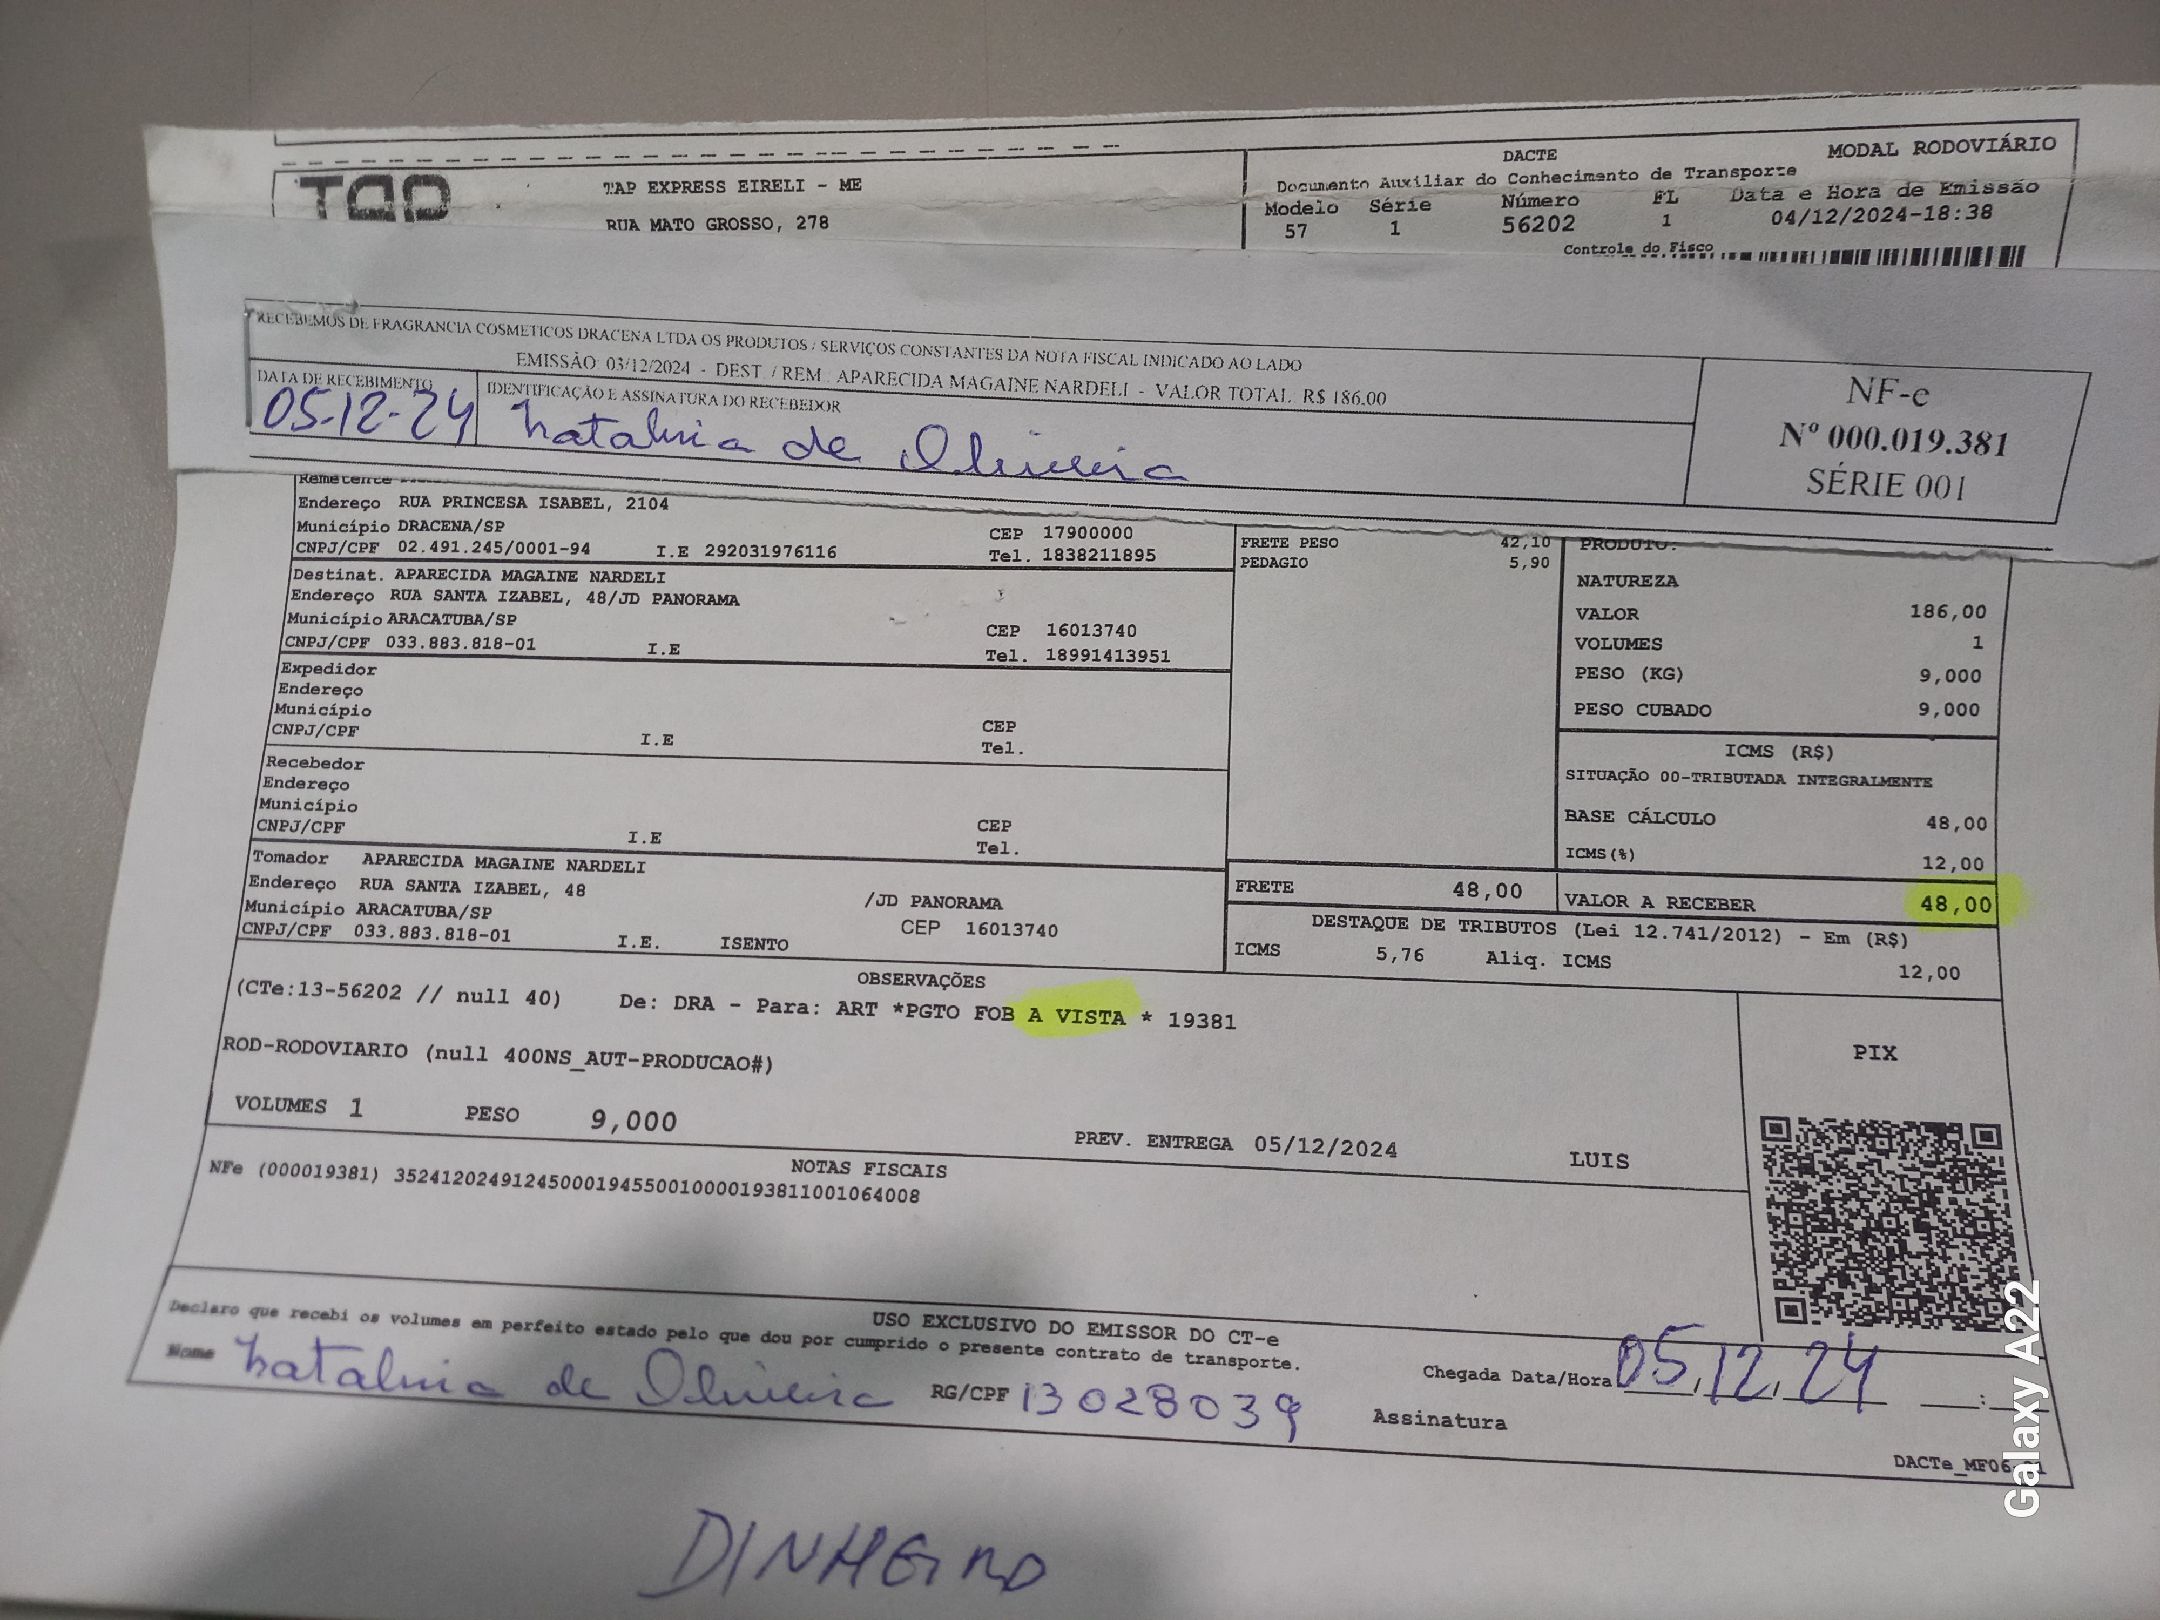 TAP
TAP EXPRESS EIRELI - ME
RUA MATO GROSSO, 278
DACTE
MODAL RODOVIÁRIO
Documento Auxiliar do Conhecimento de Transporte
Modelo Série Número FL Data e Hora de Emissão
57 1 56202 1 04/12/2024-18:38
Controle do Fisco
RECEBEMOS DE FRAGRANCIA COSMETICOS DRACENA LTDA OS PRODUTOS / SERVIÇOS CONSTANTES DA NOTA FISCAL INDICADO AO LADO
EMISSÃO: 03/12/2024 - DEST. / REM.: APARECIDA MAGAINE NARDELI - VALOR TOTAL: R$ 186,00
DATA DE RECEBIMENTO
05-12-24
IDENTIFICAÇÃO E ASSINATURA DO RECEBEDOR
de Oliveira
NF-e
Nº 000.019.381
SÉRIE 001
Remetente
Endereço RUA PRINCESA ISABEL, 2104
Município DRACENA/SP CEP 17900000
CNPJ/CPF 02.491.245/0001-94 I.E 292031976116 Tel. 1838211895
Destinat. APARECIDA MAGAINE NARDELI
Endereço RUA SANTA IZABEL, 48/JD PANORAMA
Município ARACATUBA/SP CEP 16013740
CNPJ/CPF 033.883.818-01 I.E Tel. 18991413951
Expedidor
Endereço
Município CEP
CNPJ/CPF I.E Tel.
Recebedor
Endereço
Município CEP
CNPJ/CPF I.E Tel.
Tomador APARECIDA MAGAINE NARDELI
Endereço RUA SANTA IZABEL, 48 /JD PANORAMA
Município ARACATUBA/SP CEP 16013740
CNPJ/CPF 033.883.818-01 I.E. ISENTO
FRETE PESO 42,10
PEDAGIO 5,90
PRODUTO:
NATUREZA
VALOR 186,00
VOLUMES 1
PESO (KG) 9,000
PESO CUBADO 9,000
ICMS (R$)
SITUAÇÃO 00-TRIBUTADA INTEGRALMENTE
BASE CÁLCULO 48,00
ICMS(%) 12,00
FRETE 48,00 VALOR A RECEBER 48,00
DESTAQUE DE TRIBUTOS (Lei 12.741/2012) - Em (R$)
ICMS 5,76 Aliq. ICMS 12,00
OBSERVAÇÕES
(CTe:13-56202 // null 40) De: DRA - Para: ART *PGTO FOB A VISTA * 19381
ROD-RODOVIARIO (null 400NS_AUT-PRODUCAO#)
VOLUMES 1 PESO 9,000 PREV. ENTREGA 05/12/2024 LUIS
PIX
NOTAS FISCAIS
NFe (000019381) 35241202491245000194550010000193811001064008
USO EXCLUSIVO DO EMISSOR DO CT-e
Declaro que recebi os volumes em perfeito estado pelo que dou por cumprido o presente contrato de transporte.
Nome de Oliveira RG/CPF 13028039
Chegada Data/Hora 05,12,24 :
Assinatura
Galaxy A22
DINHEIRO